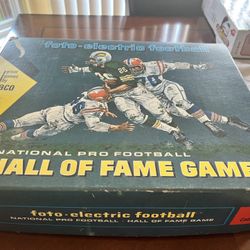 foto-electric football
NATIONAL PRO FOOTBALL
HALL OF FAME GAME
foto-electric football
NATIONAL PRO FOOTBALL - HALL OF FAME GAME